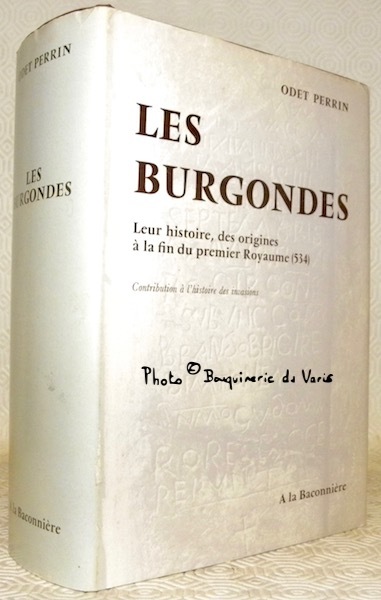 ODET PERRIN
LES
BURGONDES
A la Baconnière
ODET PERRIN
LES
BURGONDES
Leur histoire, des origines
à la fin du premier Royaume (534)
Contribution à l'histoire des invasions
Photo © Bouquinerie du Varis
A la Baconnière